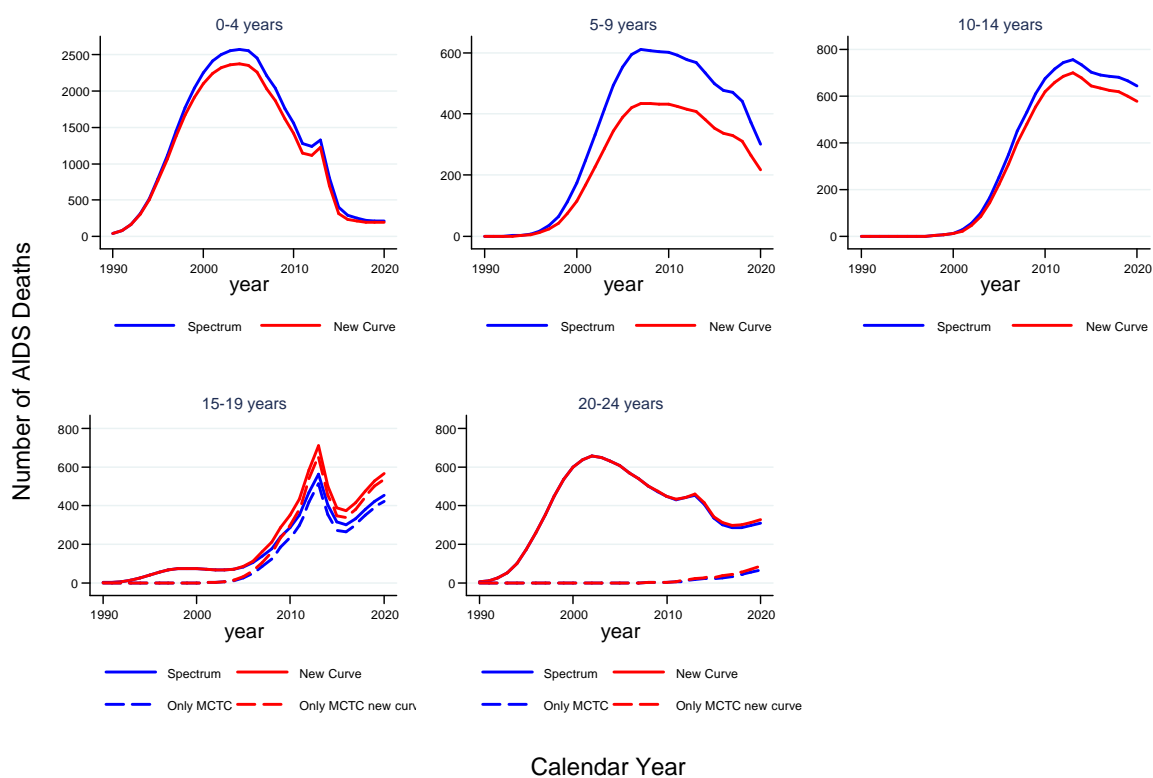 0-4 years
2500
2000
1500
1000
500
0
1990 2000 2010 2020
year
Spectrum New Curve
5-9 years
600
400
200
0
1990 2000 2010 2020
year
Spectrum New Curve
10-14 years
800
600
400
200
0
1990 2000 2010 2020
year
Spectrum New Curve
Number of AIDS Deaths
15-19 years
800
600
400
200
0
1990 2000 2010 2020
year
Spectrum New Curve
Only MCTC Only MCTC new curv
20-24 years
800
600
400
200
0
1990 2000 2010 2020
year
Spectrum New Curve
Only MCTC Only MCTC new curve
Calendar Year